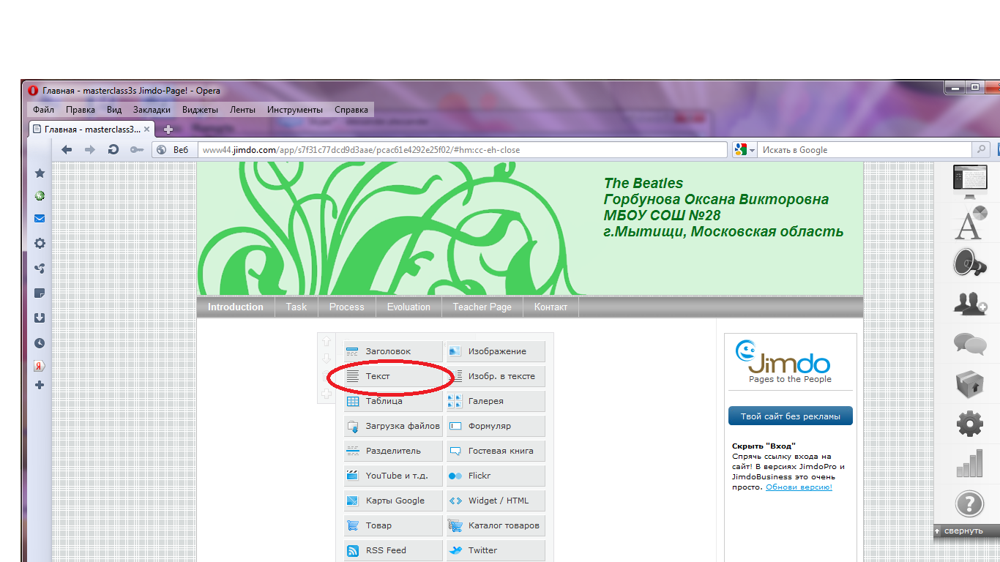 Главная - masterclass3s Jimdo-Page! - Opera
Файл Правка Вид Закладки Виджеты Ленты Инструменты Справка
Главная - masterclass3...
Веб www44.jimdo.com/app/s7f31c77dcd9d3aae/pcac61e4292e25f02/#hm:cc-eh-close Искать в Google
The Beatles
Горбунова Оксана Викторовна
МБОУ СОШ №28
г.Мытищи, Московская область
Introduction Task Process Evoluation Teacher Page Контакт
Заголовок Изображение
Текст Изобр. в тексте
Таблица Галерея
Загрузка файлов Формуляр
Разделитель Гостевая книга
YouTube и т.д. Flickr
Карты Google Widget / HTML
Товар Каталог товаров
RSS Feed Twitter
Jimdo
Pages to the People
Твой сайт без рекламы
Скрыть "Вход"
Спрячь ссылку входа на
сайт! В версиях JimdoPro и
JimdoBusiness это очень
просто. Обнови версию!
свернуть